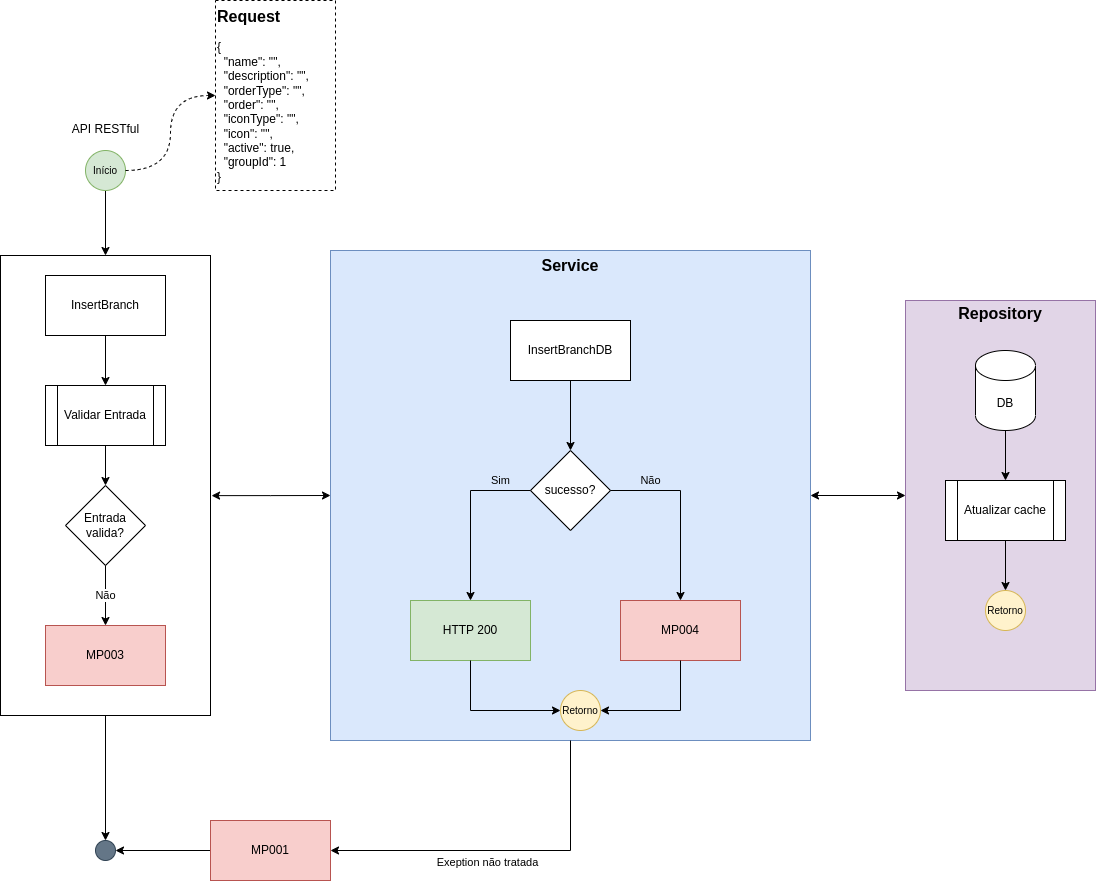 Request
{
"name": "",
"description": "",
"orderType": "",
"order": "",
"iconType": "",
"icon": "",
"active": true,
"groupId": 1
}
API RESTful
Início
InsertBranch
Validar Entrada
Entrada
valida?
Não
MP003
Service
InsertBranchDB
sucesso?
Sim
Não
HTTP 200
MP004
Retorno
Repository
DB
Atualizar cache
Retorno
MP001
Exeption não tratada